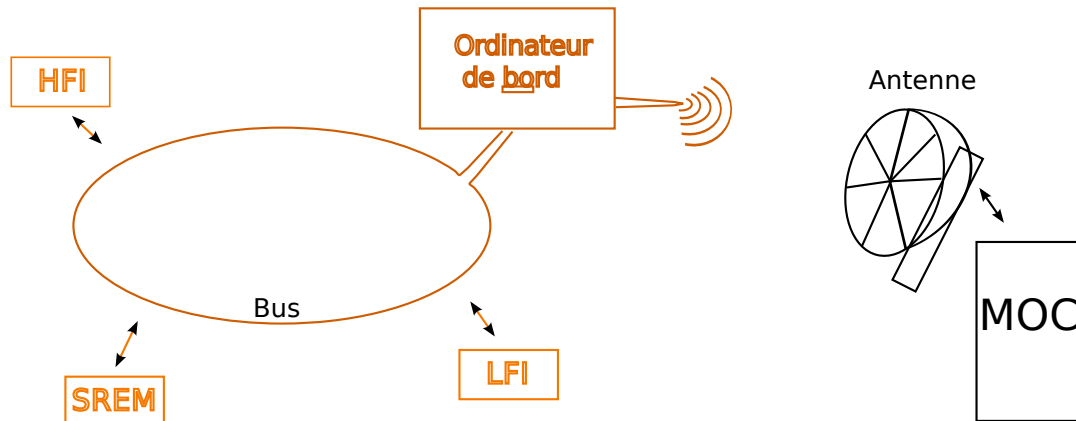 Ordinateur
de bord
HFI
Antenne
Bus
MOC
LFI
SREM